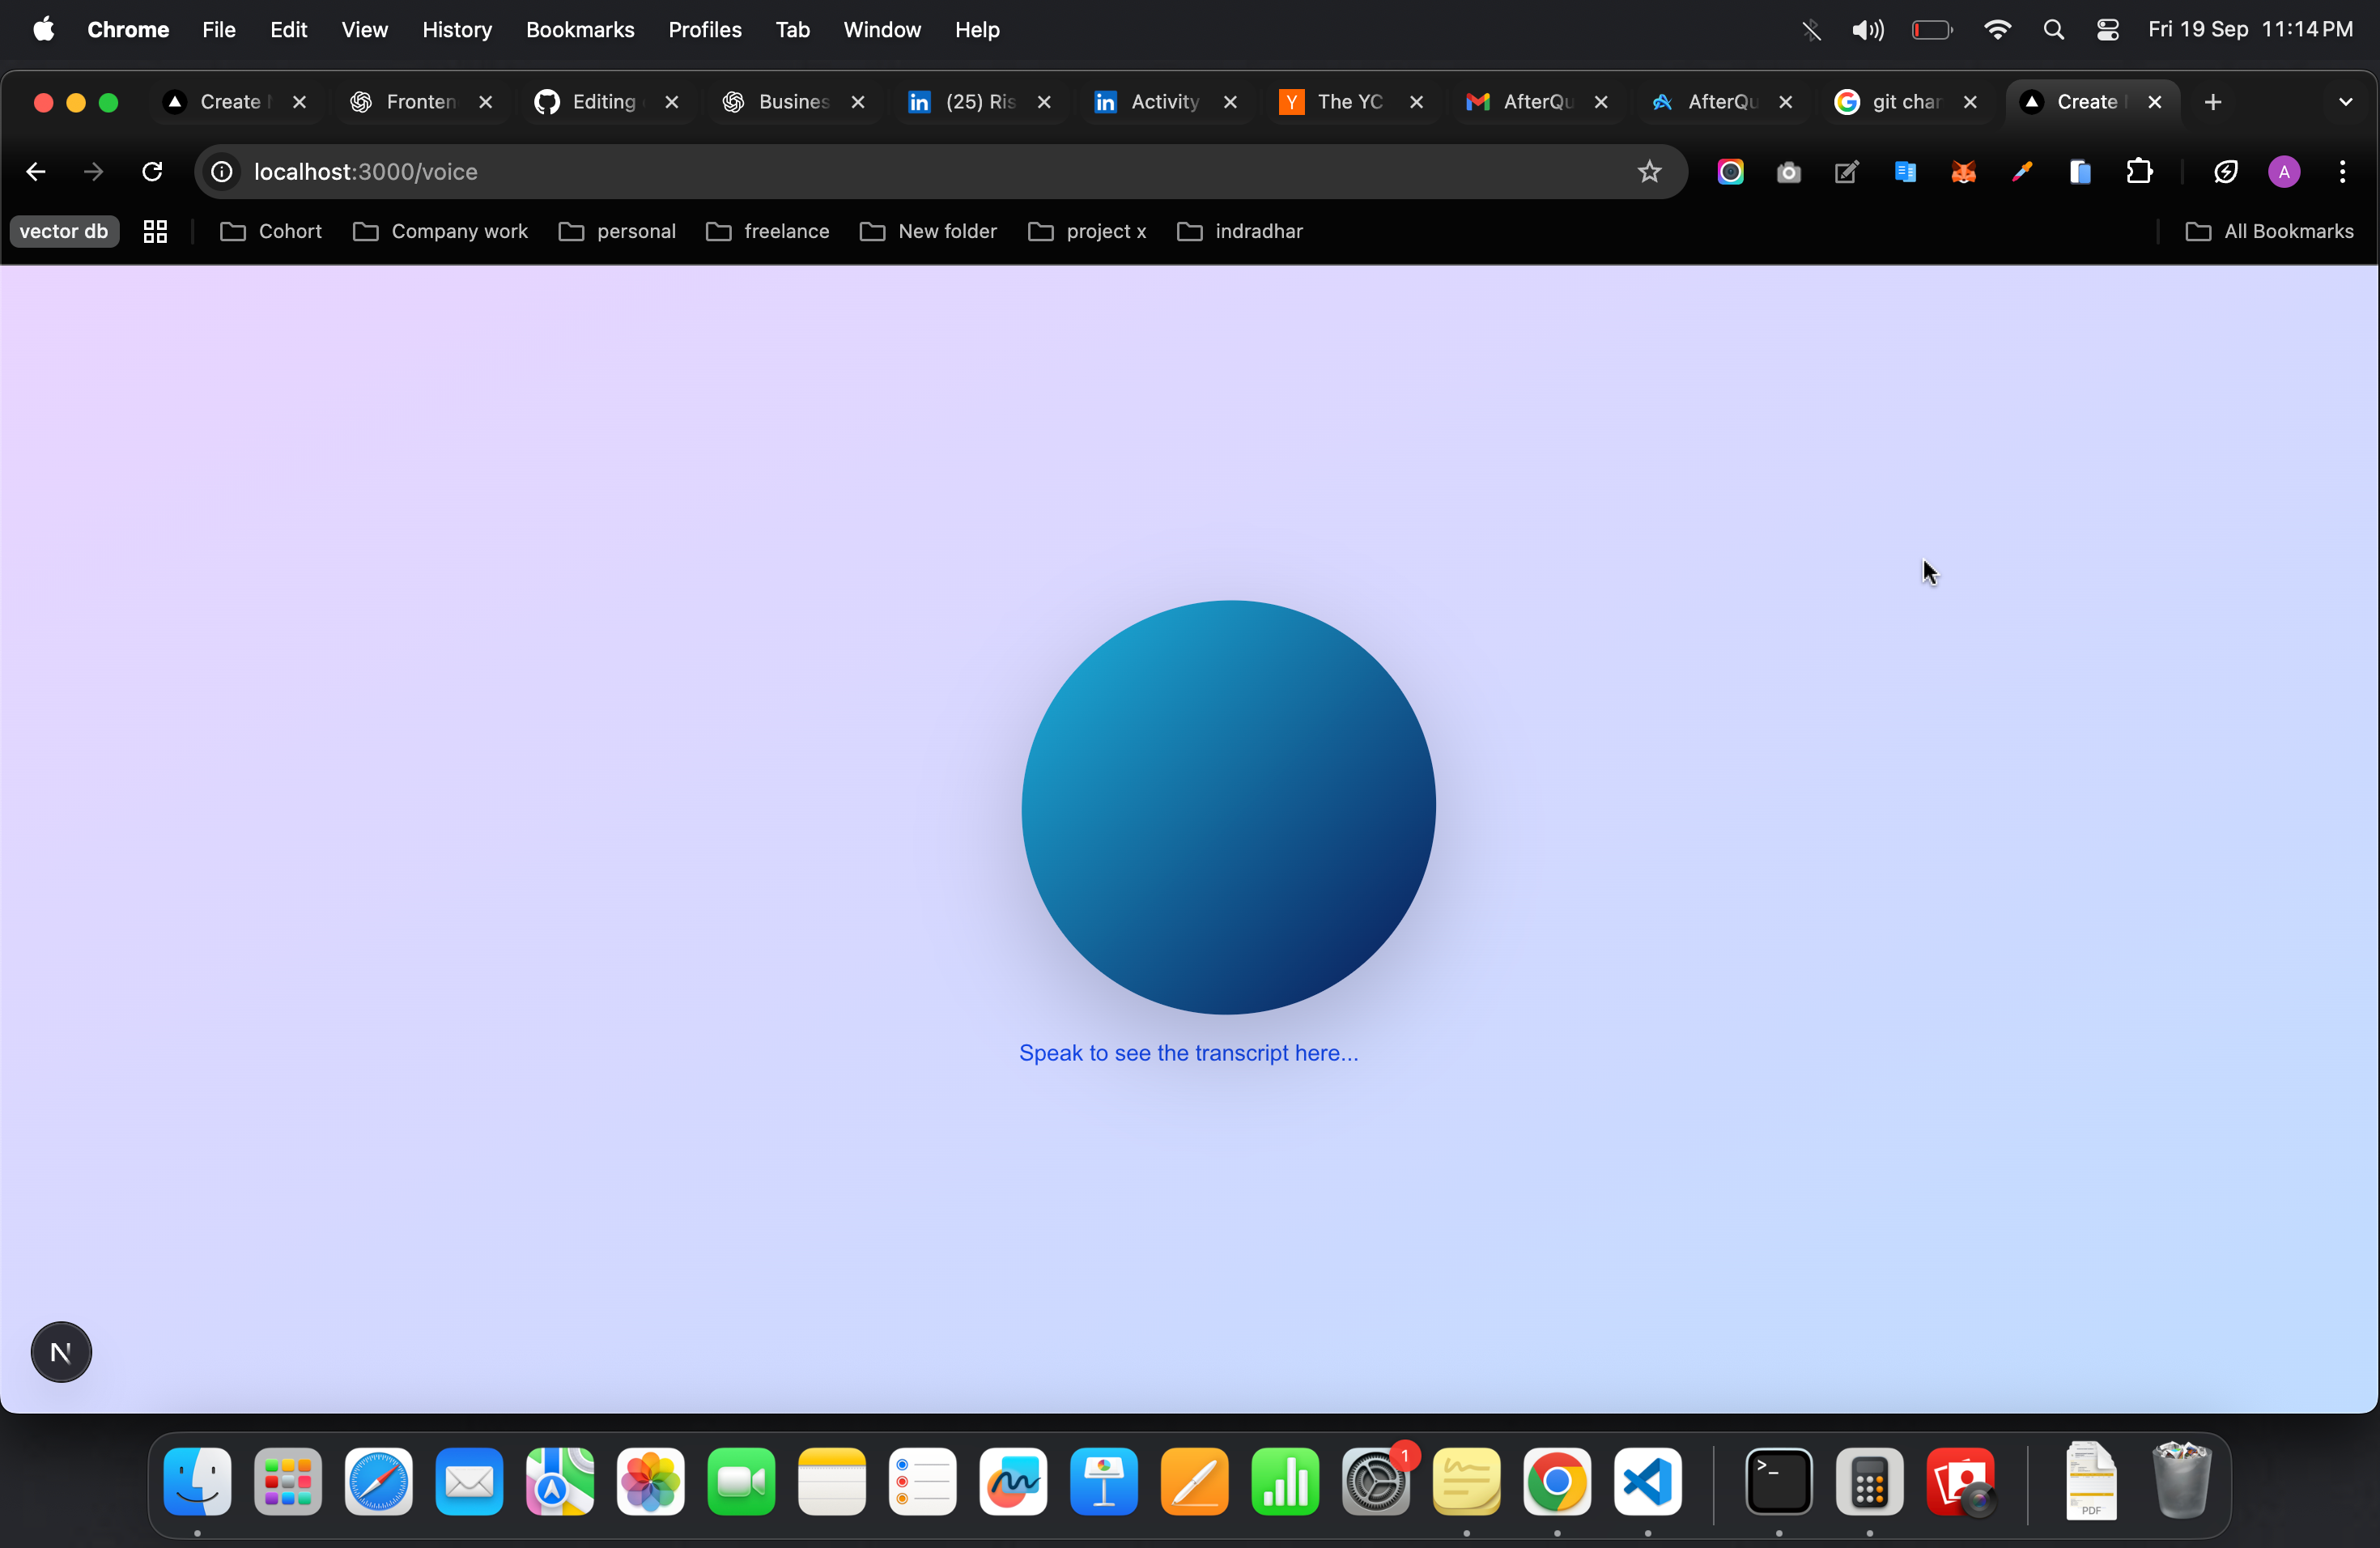 Chrome File Edit View History Bookmarks Profiles Tab Window Help Fri 19 Sep 11:14 PM
Create Fronten Editing Busines (25) Ris Activity Y The YC AfterQu AfterQu git char Create
localhost:3000/voice A
vector db Cohort Company work personal freelance New folder project x indradhar All Bookmarks
Speak to see the transcript here...
N
1
>_
PDF